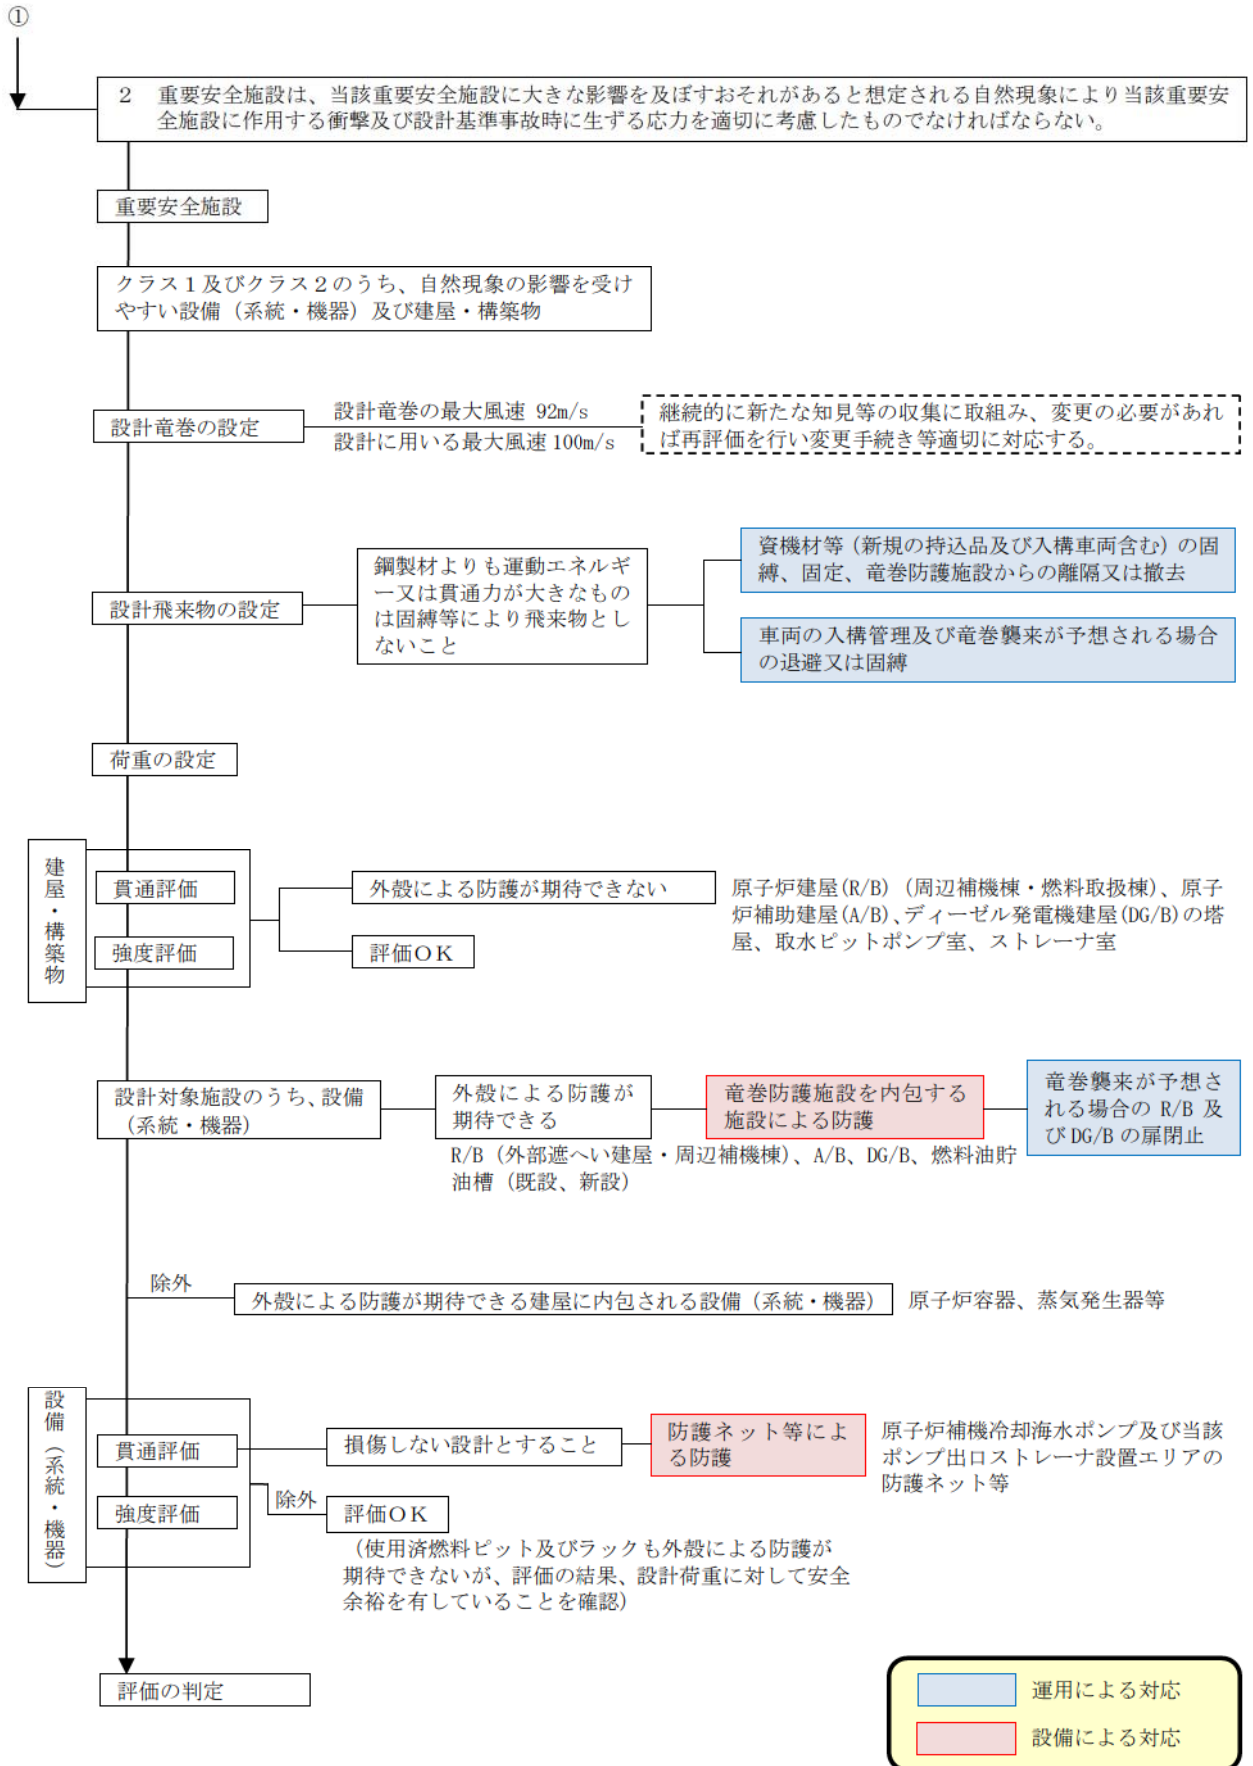 ①
2　重要安全施設は、当該重要安全施設に大きな影響を及ぼすおそれがあると想定される自然現象により当該重要安
全施設に作用する衝撃及び設計基準事故時に生ずる応力を適切に考慮したものでなければならない。
重要安全施設
クラス１及びクラス２のうち、自然現象の影響を受け
やすい設備（系統・機器）及び建屋・構築物
設計竜巻の設定
設計竜巻の最大風速 92m/s
設計に用いる最大風速 100m/s
継続的に新たな知見等の収集に取組み、変更の必要があれ
ば再評価を行い変更手続き等適切に対応する。
設計飛来物の設定
鋼製材よりも運動エネルギ
ー又は貫通力が大きなもの
は固縛等により飛来物とし
ないこと
資機材等（新規の持込品及び入構車両含む）の固
縛、固定、竜巻防護施設からの離隔又は撤去
車両の入構管理及び竜巻襲来が予想される場合
の退避又は固縛
荷重の設定
建屋・構築物
貫通評価
強度評価
外殻による防護が期待できない
評価ＯＫ
原子炉建屋(R/B)（周辺補機棟・燃料取扱棟）、原子
炉補助建屋(A/B)、ディーゼル発電機建屋(DG/B)の塔
屋、取水ピットポンプ室、ストレーナ室
設計対象施設のうち、設備
（系統・機器）
外殻による防護が
期待できる
竜巻防護施設を内包する
施設による防護
竜巻襲来が予想さ
れる場合の R/B 及
び DG/B の扉閉止
R/B（外部遮へい建屋・周辺補機棟）、A/B、DG/B、燃料油貯
油槽（既設、新設）
除外
外殻による防護が期待できる建屋に内包される設備（系統・機器）
原子炉容器、蒸気発生器等
設備（系統・機器）
貫通評価
強度評価
損傷しない設計とすること
防護ネット等によ
る防護
原子炉補機冷却海水ポンプ及び当該
ポンプ出口ストレーナ設置エリアの
防護ネット等
除外
評価ＯＫ
（使用済燃料ピット及びラックも外殻による防護が
期待できないが、評価の結果、設計荷重に対して安全
余裕を有していることを確認）
評価の判定
運用による対応
設備による対応